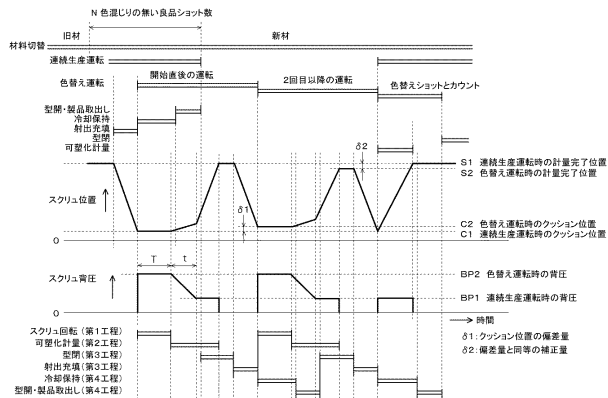 N 色混じりの無い良品ショット数
旧材
新材
材料切替
連続生産運転
色替え運転
開始直後の運転
2回目以降の運転
色替えショットとカウント
型開・製品取出し
冷却保持
射出充填
型閉
可塑化計量
δ2
S1 連続生産運転時の計量完了位置
S2 色替え運転時の計量完了位置
スクリュ位置
δ1
C2 色替え運転時のクッション位置
C1 連続生産運転時のクッション位置
0
T
t
スクリュ背圧
BP2 色替え運転時の背圧
BP1 連続生産運転時の背圧
0
時間
スクリュ回転(第1工程)
可塑化計量(第2工程)
型閉(第3工程)
射出充填(第3工程)
冷却保持(第4工程)
型開・製品取出し(第4工程)
δ1:クッション位置の偏差量
δ2:偏差量と同等の補正量